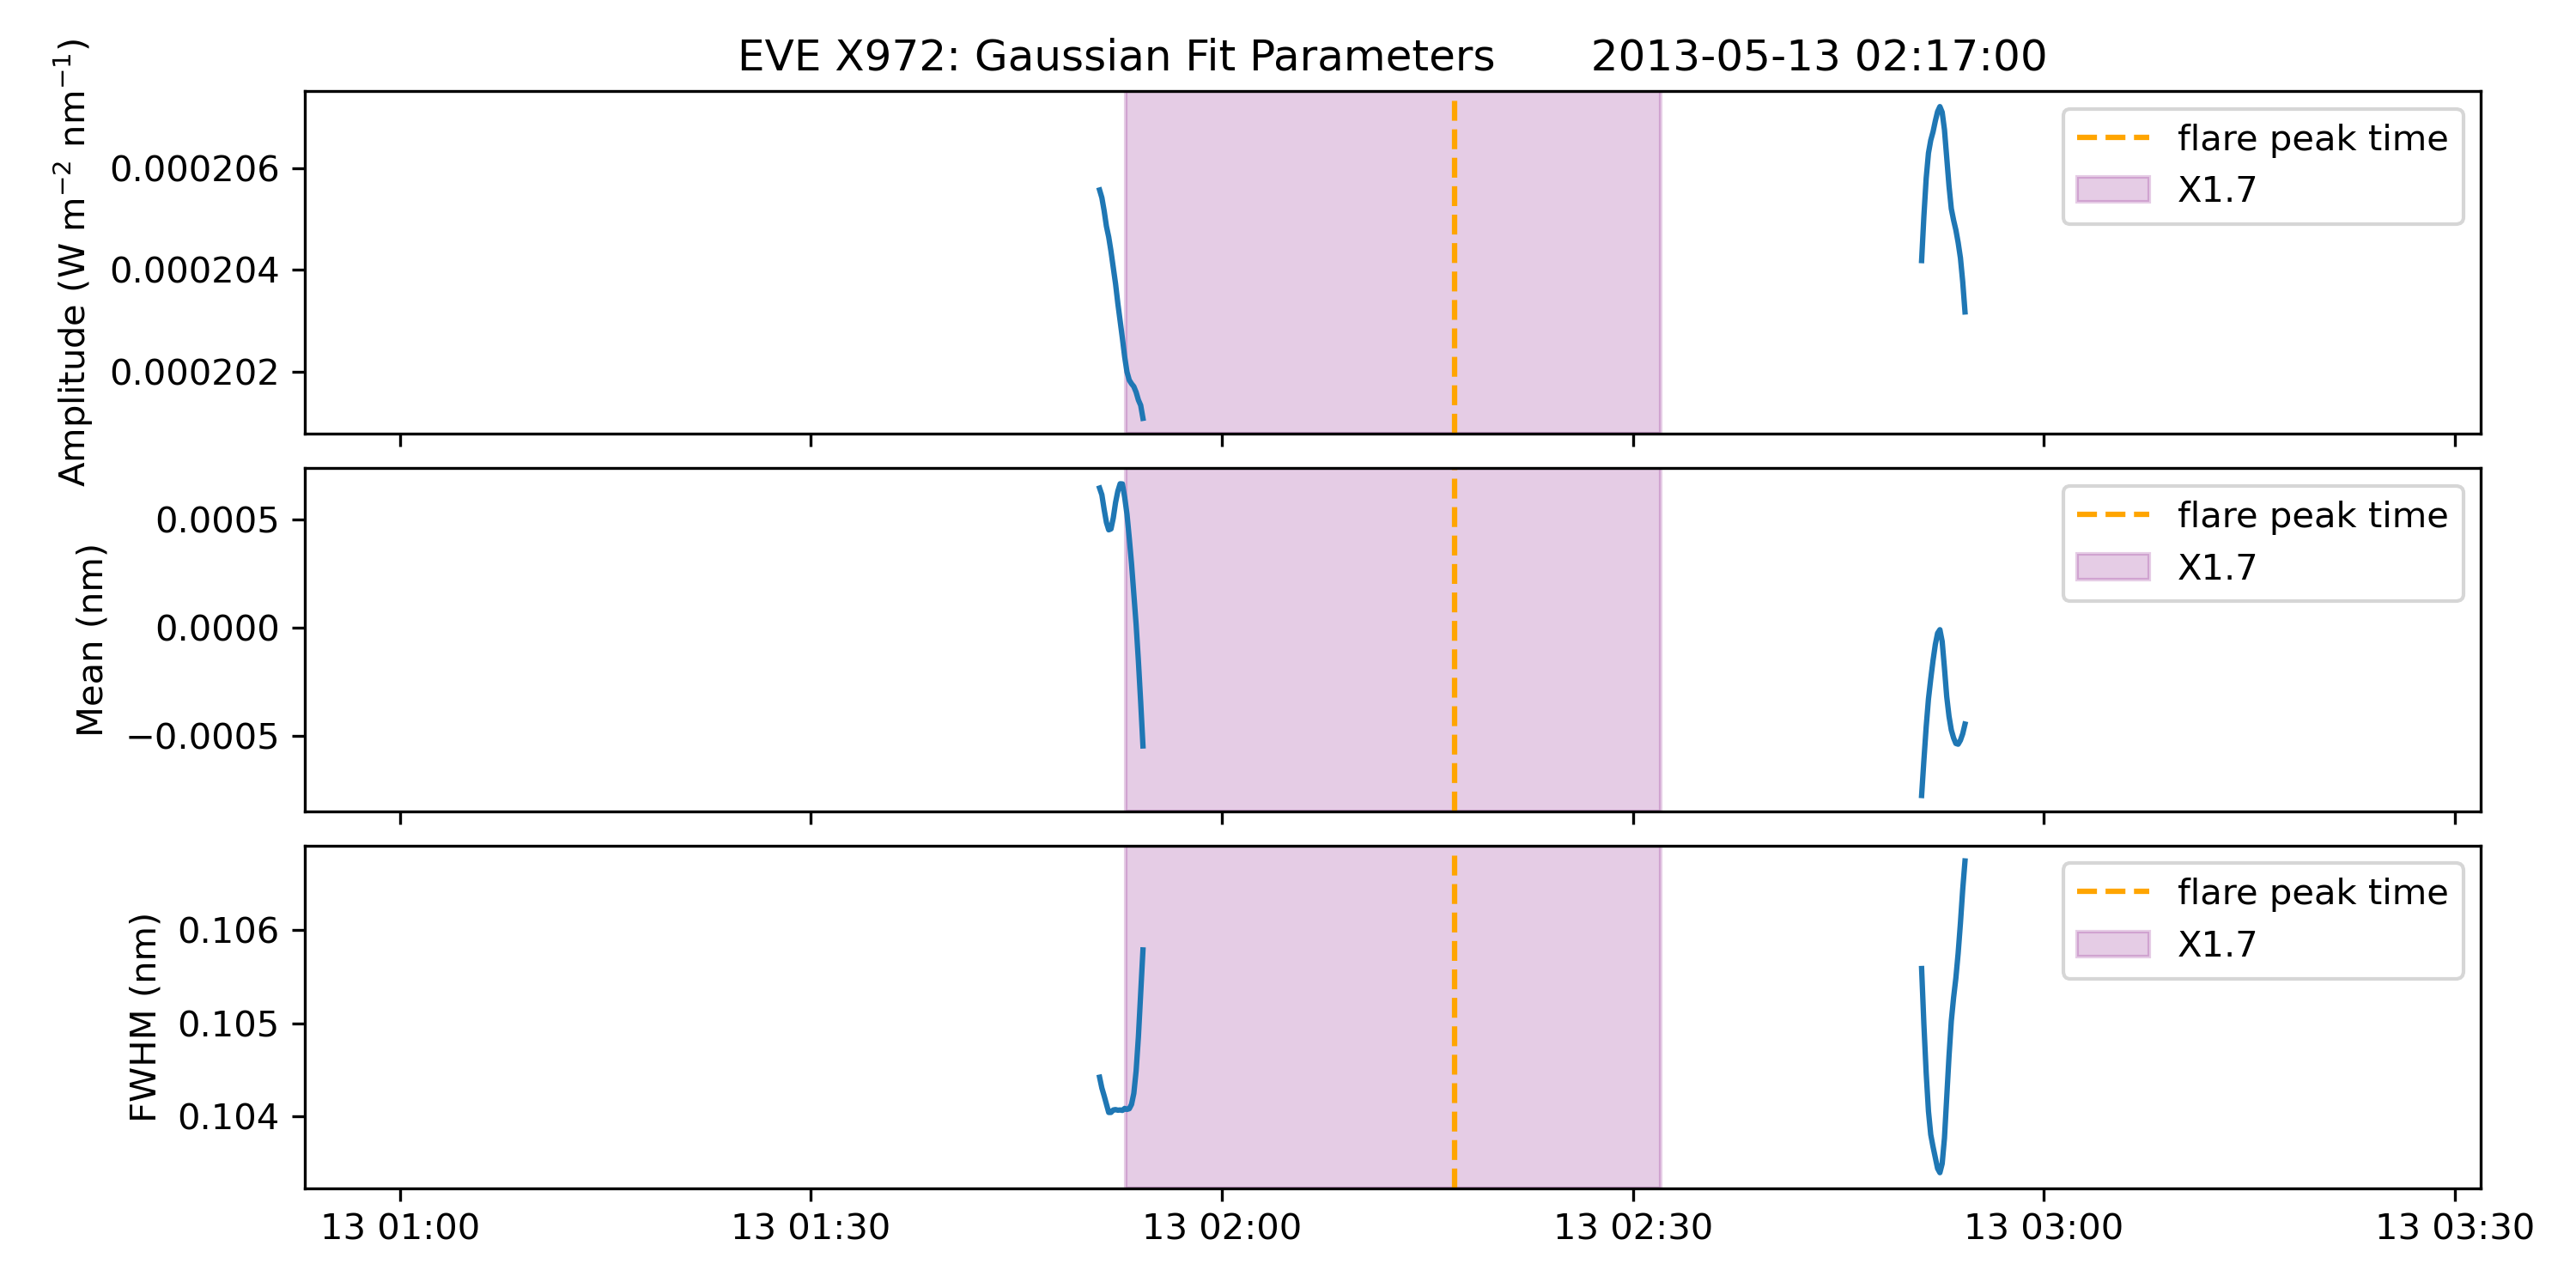 EVE X972: Gaussian Fit Parameters 2013-05-13 02:17:00
Amplitude (W m⁻² nm⁻¹)
0.000206
0.000204
0.000202
flare peak time
X1.7
Mean (nm)
0.0005
0.0000
−0.0005
flare peak time
X1.7
FWHM (nm)
0.106
0.105
0.104
flare peak time
X1.7
13 01:00 13 01:30 13 02:00 13 02:30 13 03:00 13 03:30